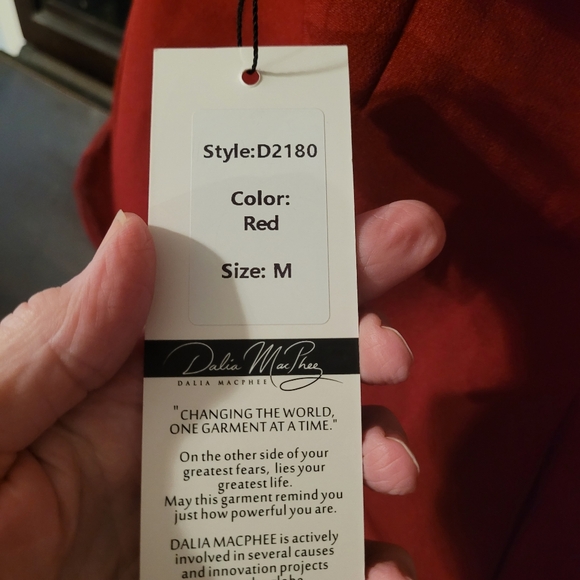 Style:D2180
Color:
Red
Size: M
Dalia MacPhee
DALIA MACPHEE
"CHANGING THE WORLD,
ONE GARMENT AT A TIME."
On the other side of your
greatest fears, lies your
greatest life.
May this garment remind you
just how powerful you are.
DALIA MACPHEE is actively
involved in several causes
and innovation projects